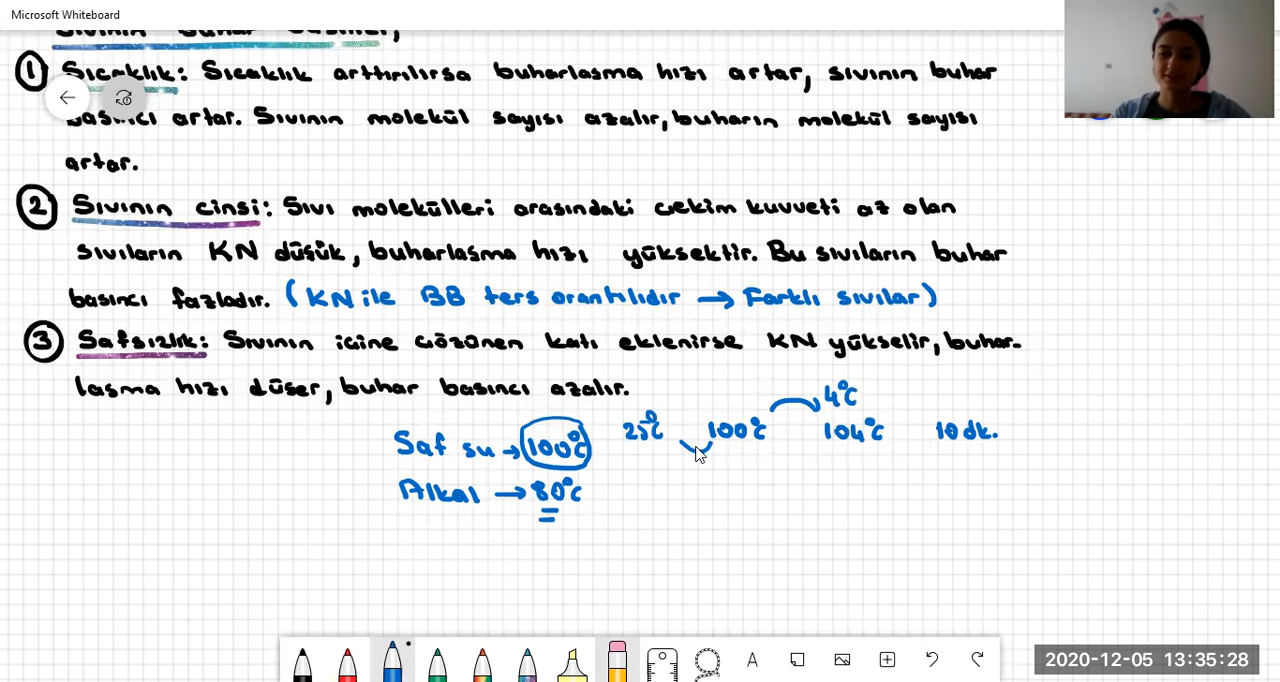 Microsoft Whiteboard
Sıvının Buhar Basıncı,
1 Sıcaklık: Sıcaklık arttırılırsa buharlaşma hızı artar, sıvının buhar
basıncı artar. Sıvının molekül sayısı azalır, buharın molekül sayısı
artar.
2 Sıvının cinsi: Sıvı molekülleri arasındaki çekim kuvveti az olan
sıvıların KN düşük, buharlaşma hızı yüksektir. Bu sıvıların buhar
basıncı fazladır. (KN ile BB ters orantılıdır → Farklı sıvılar)
3 Safsızlık: Sıvının içine çözünen katı eklenirse KN yükselir, buhar-
laşma hızı düşer, buhar basıncı azalır.
4°C
Saf su → 100°C 25°C 100°C 104°C 10 dk.
Alkol → 80°C
2020-12-05 13:35:28